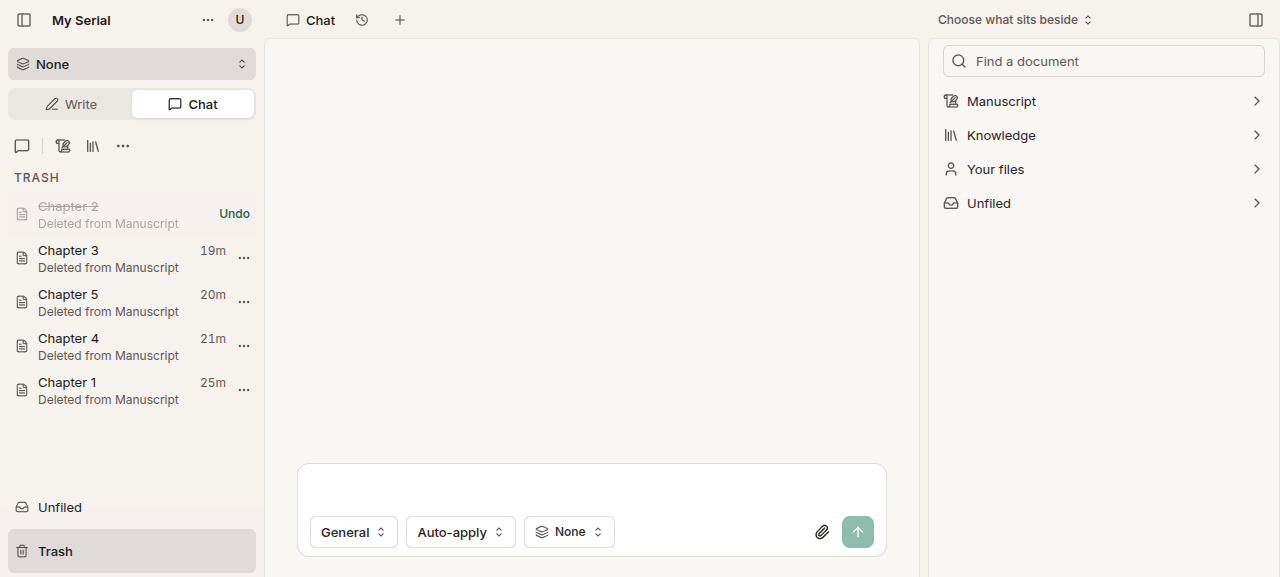 My Serial
U
Chat
Choose what sits beside
None
Write
Chat
Find a document
Manuscript
Knowledge
Your files
Unfiled
TRASH
Chapter 2
Deleted from Manuscript
Undo
Chapter 3
19m
Deleted from Manuscript
Chapter 5
20m
Deleted from Manuscript
Chapter 4
21m
Deleted from Manuscript
Chapter 1
25m
Deleted from Manuscript
Unfiled
Trash
General
Auto-apply
None